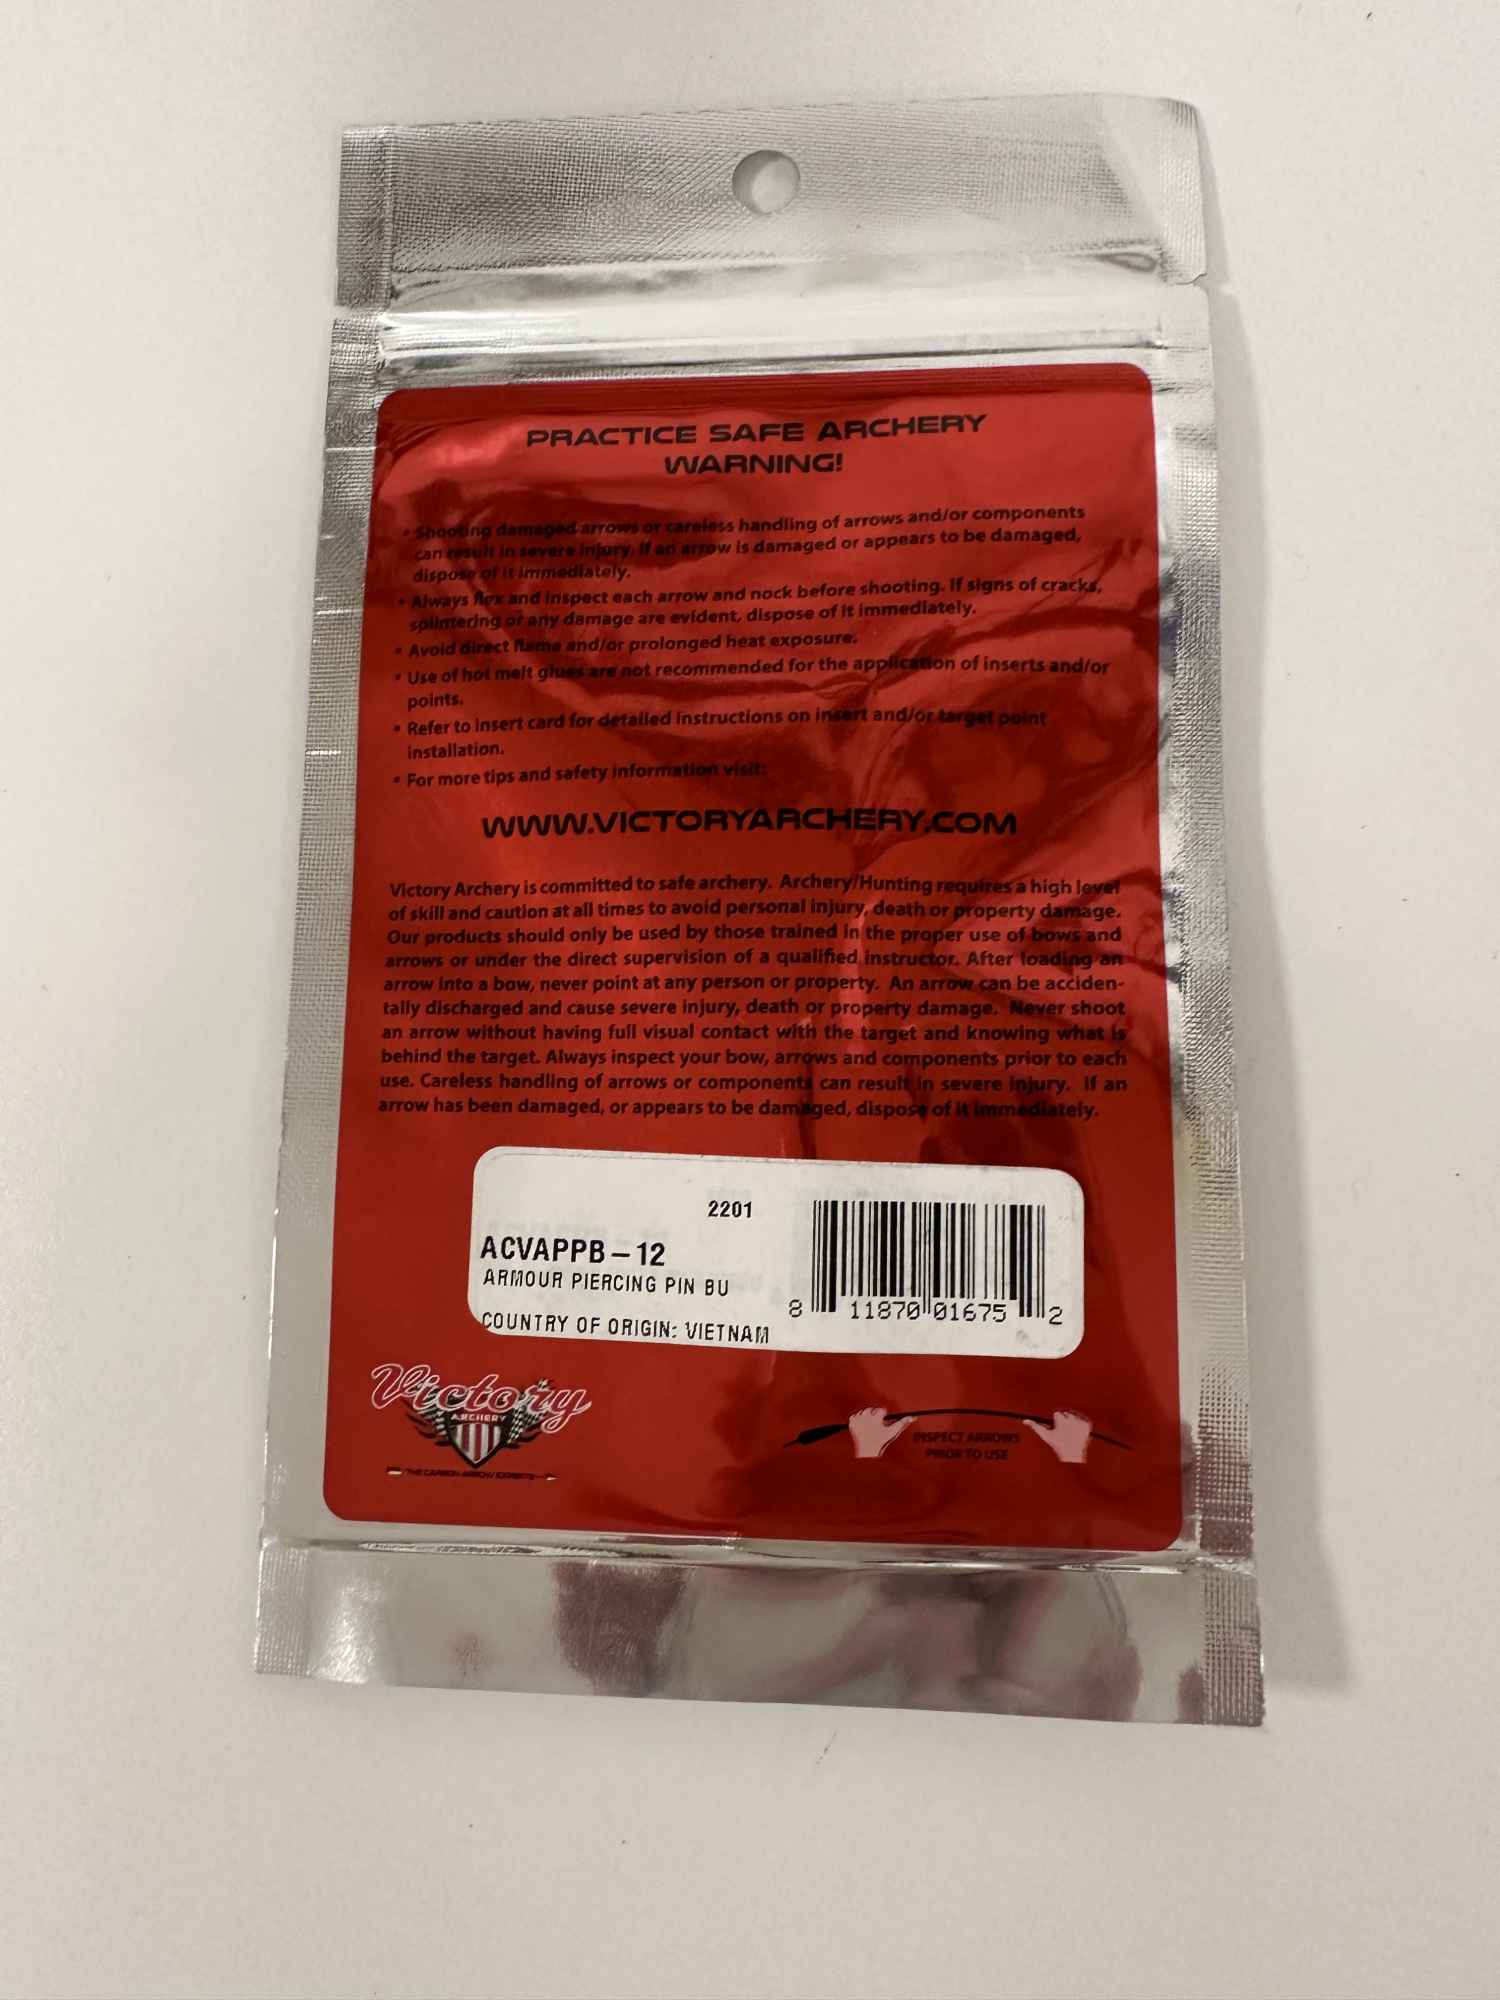 PRACTICE SAFE ARCHERY
WARNING!
• Shooting damaged arrows or careless handling of arrows and/or components
can result in severe injury. If an arrow is damaged or appears to be damaged,
dispose of it immediately.
• Always flex and inspect each arrow and nock before shooting. If signs of cracks,
splintering or any damage are evident, dispose of it immediately.
• Avoid direct flame and/or prolonged heat exposure.
• Use of hot melt glues are not recommended for the application of inserts and/or
points.
• Refer to Insert card for detailed instructions on insert and/or target point
installation.
• For more tips and safety information visit:
WWW.VICTORYARCHERY.COM
Victory Archery is committed to safe archery. Archery/Hunting requires a high level
of skill and caution at all times to avoid personal injury, death or property damage.
Our products should only be used by those trained in the proper use of bows and
arrows or under the direct supervision of a qualified instructor. After loading an
arrow into a bow, never point at any person or property. An arrow can be acciden-
tally discharged and cause severe injury, death or property damage. Never shoot
an arrow without having full visual contact with the target and knowing what is
behind the target. Always inspect your bow, arrows and components prior to each
use. Careless handling of arrows or components can result in severe injury. If an
arrow has been damaged, or appears to be damaged, dispose of it immediately.
2201
ACVAPPB-12
ARMOUR PIERCING PIN BU
COUNTRY OF ORIGIN: VIETNAM
8 11870 01675 2
Victory
ARCHERY
THE CARBON ARROW EXPERTS
INSPECT ARROWS
PRIOR TO USE